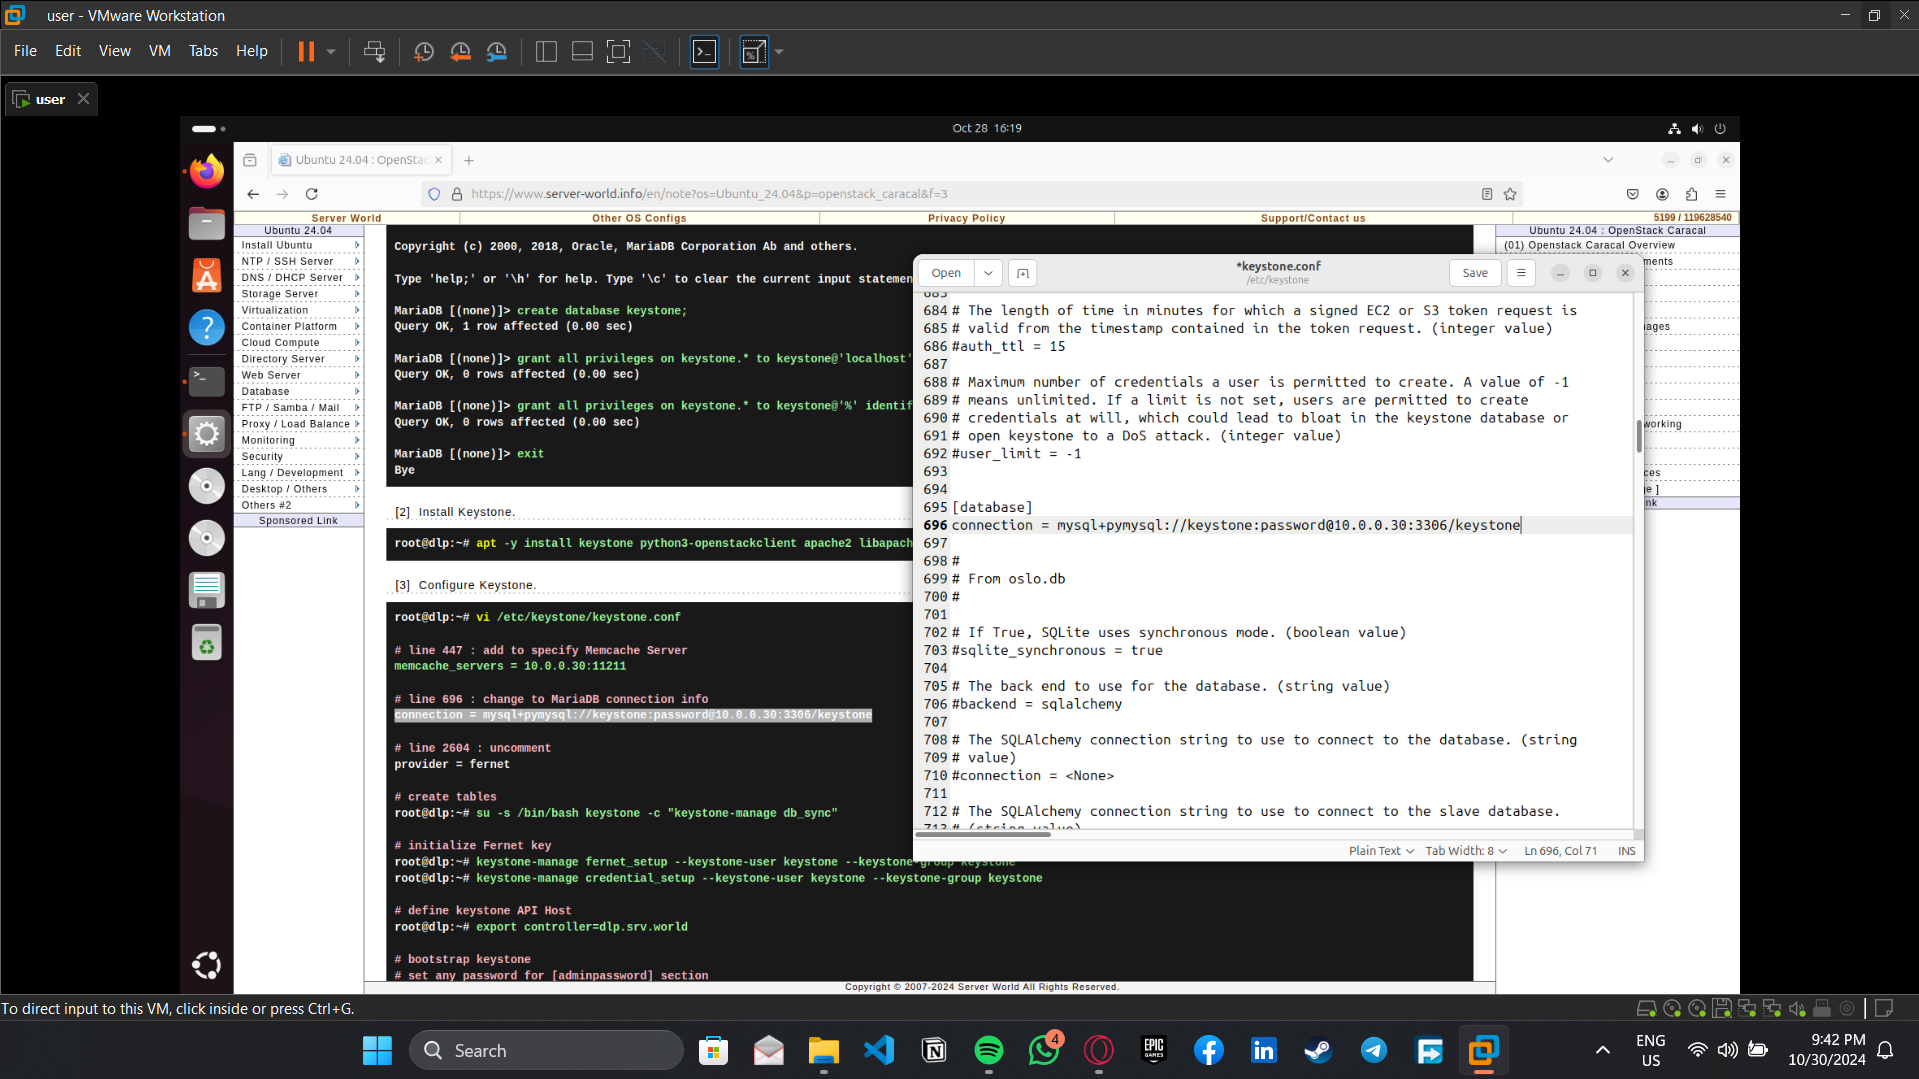 user - VMware Workstation
File Edit View VM Tabs Help
user
Oct 28 16:19
Ubuntu 24.04 : OpenStac
https://www.server-world.info/en/note?os=Ubuntu_24.04&p=openstack_caracal&f=3
Server World
Other OS Configs
Privacy Policy
Support/Contact us
5199 / 119628540
Ubuntu 24.04
Install Ubuntu
NTP / SSH Server
DNS / DHCP Server
Storage Server
Virtualization
Container Platform
Cloud Compute
Directory Server
Web Server
Database
FTP / Samba / Mail
Proxy / Load Balance
Monitoring
Security
Lang / Development
Desktop / Others
Others #2
Sponsored Link
Copyright (c) 2000, 2018, Oracle, MariaDB Corporation Ab and others.
Type 'help;' or '\h' for help. Type '\c' to clear the current input statemen
MariaDB [(none)]> create database keystone;
Query OK, 1 row affected (0.00 sec)
MariaDB [(none)]> grant all privileges on keystone.* to keystone@'localhost'
Query OK, 0 rows affected (0.00 sec)
MariaDB [(none)]> grant all privileges on keystone.* to keystone@'%' identif
Query OK, 0 rows affected (0.00 sec)
MariaDB [(none)]> exit
Bye
[2] Install Keystone.
root@dlp:~# apt -y install keystone python3-openstackclient apache2 libapach
[3] Configure Keystone.
root@dlp:~# vi /etc/keystone/keystone.conf
# line 447 : add to specify Memcache Server
memcache_servers = 10.0.0.30:11211
# line 696 : change to MariaDB connection info
connection = mysql+pymysql://keystone:password@10.0.0.30:3306/keystone
# line 2604 : uncomment
provider = fernet
# create tables
root@dlp:~# su -s /bin/bash keystone -c "keystone-manage db_sync"
# initialize Fernet key
root@dlp:~# keystone-manage fernet_setup --keystone-user keystone --keystone-group keystone
root@dlp:~# keystone-manage credential_setup --keystone-user keystone --keystone-group keystone
# define keystone API Host
root@dlp:~# export controller=dlp.srv.world
# bootstrap keystone
# set any password for [adminpassword] section
Copyright © 2007-2024 Server World All Rights Reserved.
Ubuntu 24.04 : OpenStack Caracal
(01) Openstack Caracal Overview
ments
ages
working
ces
ge ]
nk
Open
*keystone.conf
/etc/keystone
Save
683
684 # The length of time in minutes for which a signed EC2 or S3 token request is
685 # valid from the timestamp contained in the token request. (integer value)
686 #auth_ttl = 15
687
688 # Maximum number of credentials a user is permitted to create. A value of -1
689 # means unlimited. If a limit is not set, users are permitted to create
690 # credentials at will, which could lead to bloat in the keystone database or
691 # open keystone to a DoS attack. (integer value)
692 #user_limit = -1
693
694
695 [database]
696 connection = mysql+pymysql://keystone:password@10.0.0.30:3306/keystone
697
698 #
699 # From oslo.db
700 #
701
702 # If True, SQLite uses synchronous mode. (boolean value)
703 #sqlite_synchronous = true
704
705 # The back end to use for the database. (string value)
706 #backend = sqlalchemy
707
708 # The SQLAlchemy connection string to use to connect to the database. (string
709 # value)
710 #connection = <None>
711
712 # The SQLAlchemy connection string to use to connect to the slave database.
713 # (string value)
Plain Text Tab Width: 8 Ln 696, Col 71 INS
To direct input to this VM, click inside or press Ctrl+G.
Search
4
EPIC GAMES
ENG
US
9:42 PM
10/30/2024